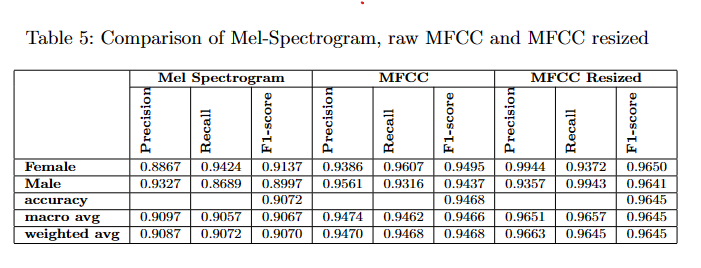 Table 5: Comparison of Mel-Spectrogram, raw MFCC and MFCC resized
Mel Spectrogram MFCC MFCC Resized
Precision Recall F1-score Precision Recall F1-score Precision Recall F1-score
Female 0.8867 0.9424 0.9137 0.9386 0.9607 0.9495 0.9944 0.9372 0.9650
Male 0.9327 0.8689 0.8997 0.9561 0.9316 0.9437 0.9357 0.9943 0.9641
accuracy 0.9072 0.9468 0.9645
macro avg 0.9097 0.9057 0.9067 0.9474 0.9462 0.9466 0.9651 0.9657 0.9645
weighted avg 0.9087 0.9072 0.9070 0.9470 0.9468 0.9468 0.9663 0.9645 0.9645